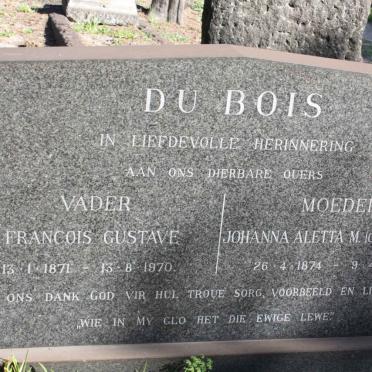 DU BOIS
IN LIEFDEVOLLE HERINNERING
AAN ONS DIERBARE OUERS
VADER MOEDER
FRANCOIS GUSTAVE JOHANNA ALETTA
13·1·1871 – 13·8·1970. 26·4·1874 – 9·
ONS DANK GOD VIR HUL TROUE SORG, VOORBEELD EN
„WIE IN MY GLO HET DIE EWIGE LEWE."